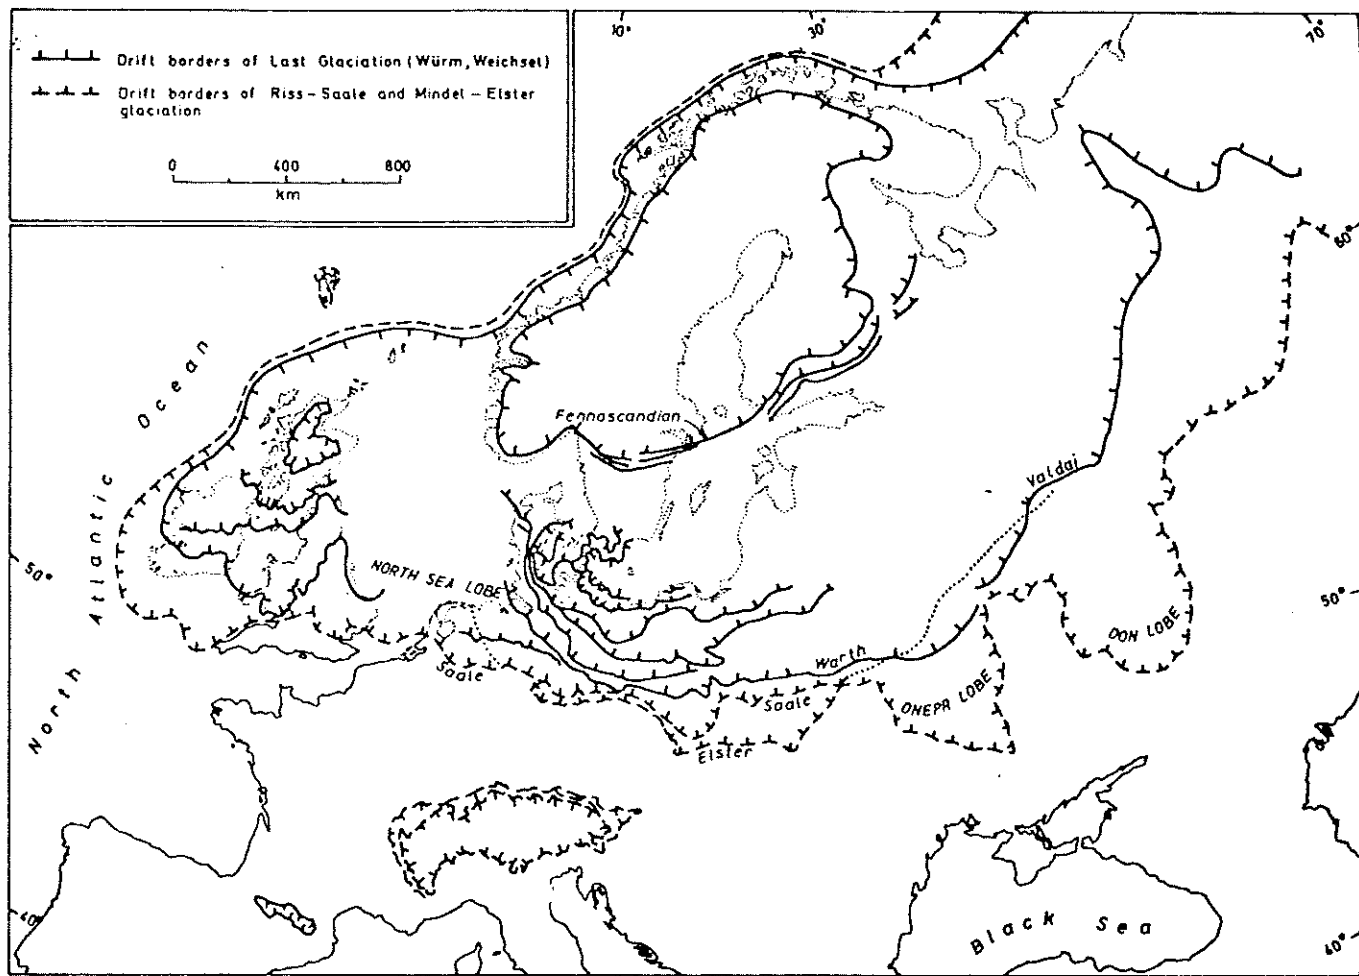 10°
30°
70°
Drift borders of Last Glaciation (Würm, Weichsel)
Drift borders of Riss-Saale and Mindel-Elster
glaciation
0 400 800
km
60°
North Atlantic Ocean
Fennoscandian
Valdaj
50°
NORTH SEA LOBE
50°
DON LOBE
Warth
Saale
Saale
DNEPR LOBE
Elster
40°
Black Sea
40°